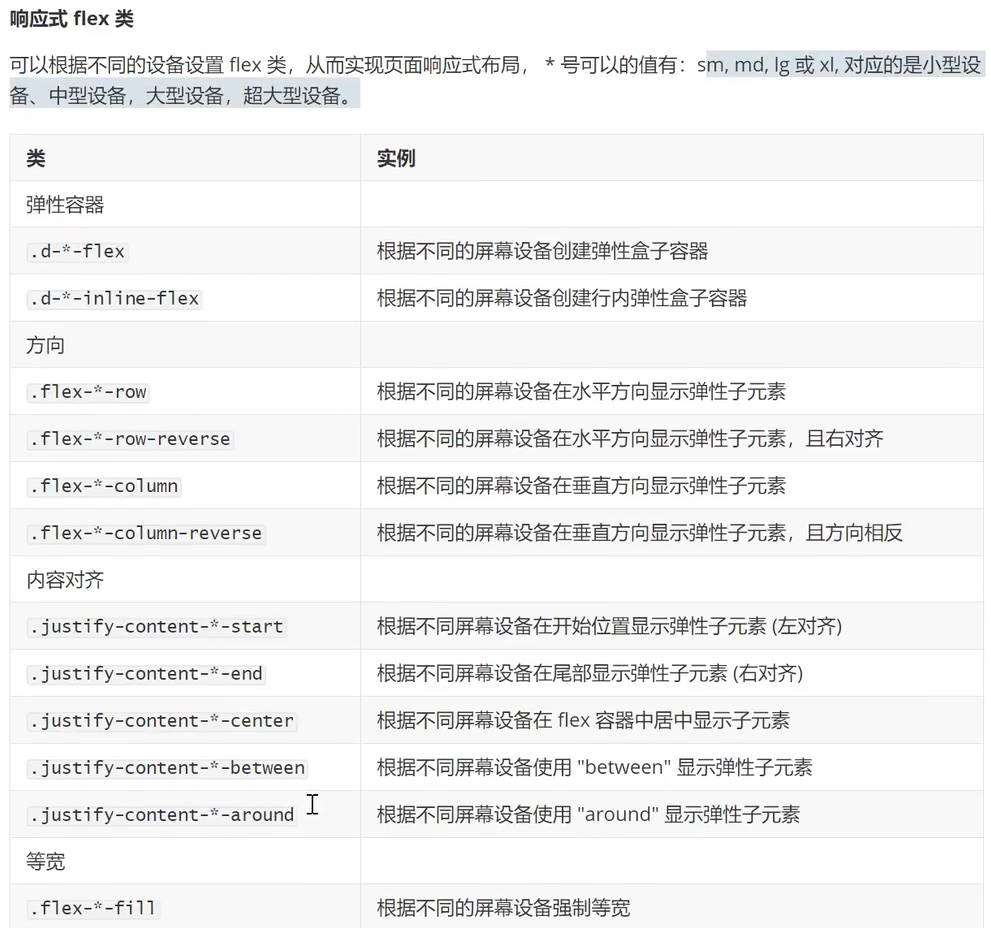 响应式 flex 类
可以根据不同的设备设置 flex 类，从而实现页面响应式布局， * 号可以的值有：sm, md, lg 或 xl, 对应的是小型设
备、中型设备，大型设备，超大型设备。
类 实例
弹性容器
.d-*-flex 根据不同的屏幕设备创建弹性盒子容器
.d-*-inline-flex 根据不同的屏幕设备创建行内弹性盒子容器
方向
.flex-*-row 根据不同的屏幕设备在水平方向显示弹性子元素
.flex-*-row-reverse 根据不同的屏幕设备在水平方向显示弹性子元素，且右对齐
.flex-*-column 根据不同的屏幕设备在垂直方向显示弹性子元素
.flex-*-column-reverse 根据不同的屏幕设备在垂直方向显示弹性子元素，且方向相反
内容对齐
.justify-content-*-start 根据不同屏幕设备在开始位置显示弹性子元素 (左对齐)
.justify-content-*-end 根据不同屏幕设备在尾部显示弹性子元素 (右对齐)
.justify-content-*-center 根据不同屏幕设备在 flex 容器中居中显示子元素
.justify-content-*-between 根据不同屏幕设备使用 "between" 显示弹性子元素
.justify-content-*-around 根据不同屏幕设备使用 "around" 显示弹性子元素
等宽
.flex-*-fill 根据不同的屏幕设备强制等宽